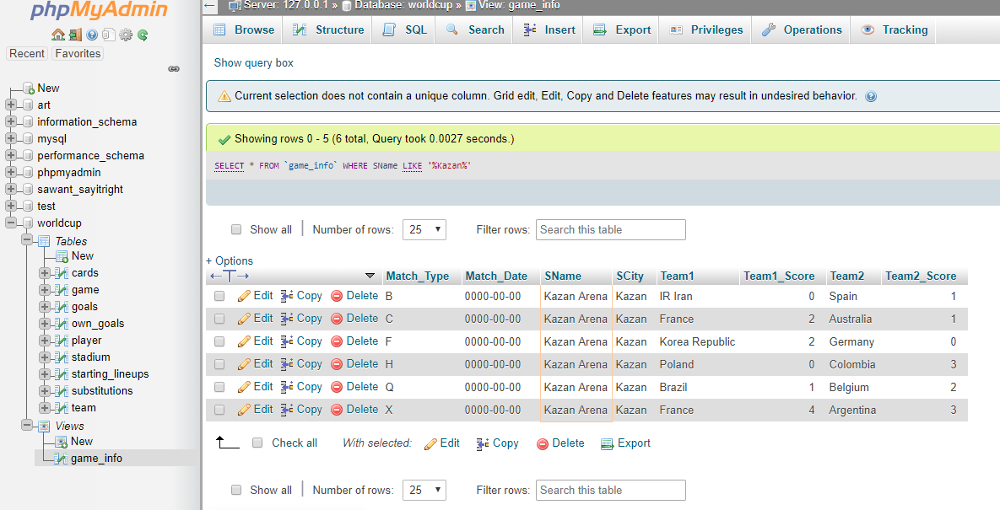 phpMyAdmin
Recent Favorites
New
art
information_schema
mysql
performance_schema
phpmyadmin
sawant_sayitright
test
worldcup
Tables
New
cards
game
goals
own_goals
player
stadium
starting_lineups
substitutions
team
Views
New
game_info
Server: 127.0.0.1 » Database: worldcup » View: game_info
Browse Structure SQL Search Insert Export Privileges Operations Tracking
Show query box
Current selection does not contain a unique column. Grid edit, Edit, Copy and Delete features may result in undesired behavior.
Showing rows 0 - 5 (6 total, Query took 0.0027 seconds.)
SELECT * FROM `game_info` WHERE SName LIKE '%Kazan%'
Show all Number of rows: 25 Filter rows: Search this table
+ Options
Match_Type Match_Date SName SCity Team1 Team1_Score Team2 Team2_Score
Edit Copy Delete B 0000-00-00 Kazan Arena Kazan IR Iran 0 Spain 1
Edit Copy Delete C 0000-00-00 Kazan Arena Kazan France 2 Australia 1
Edit Copy Delete F 0000-00-00 Kazan Arena Kazan Korea Republic 2 Germany 0
Edit Copy Delete H 0000-00-00 Kazan Arena Kazan Poland 0 Colombia 3
Edit Copy Delete Q 0000-00-00 Kazan Arena Kazan Brazil 1 Belgium 2
Edit Copy Delete X 0000-00-00 Kazan Arena Kazan France 4 Argentina 3
Check all With selected: Edit Copy Delete Export
Show all Number of rows: 25 Filter rows: Search this table